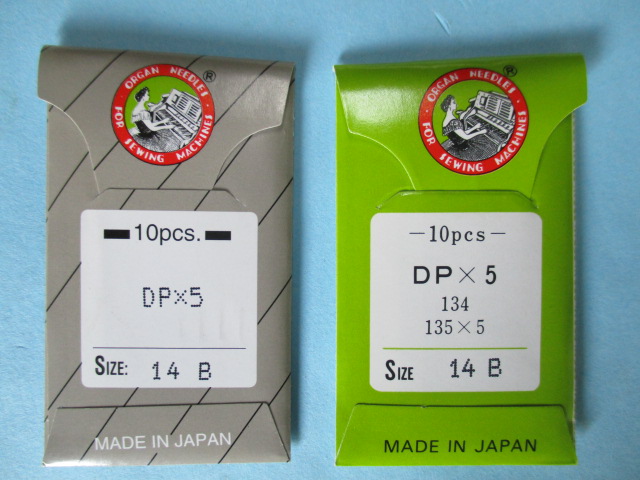 ORGAN NEEDLES
FOR SEWING MACHINES
®
10pcs.
DP×5
SIZE: 14 B
MADE IN JAPAN
ORGAN NEEDLES
FOR SEWING MACHINES
®
-10pcs-
DP×5
134
135×5
SIZE 14 B
MADE IN JAPAN